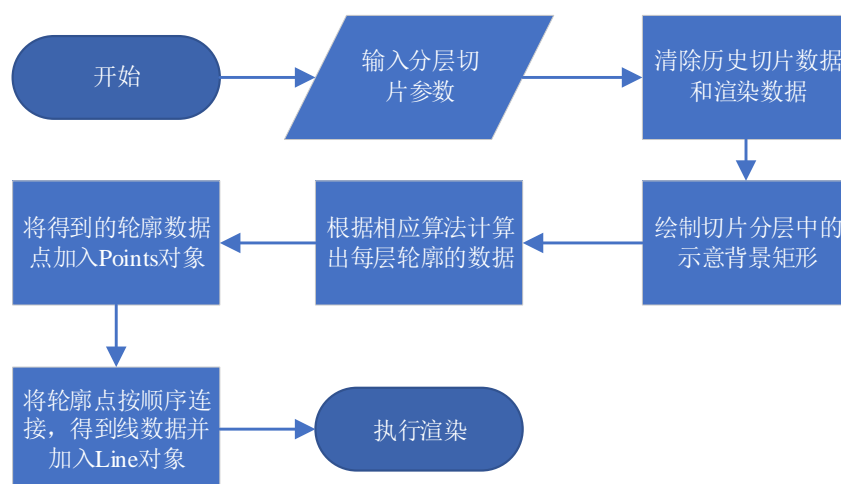 开始
输入分层切
片参数
清除历史切片数据
和渲染数据
绘制切片分层中的
示意背景矩形
根据相应算法计算
出每层轮廓的数据
将得到的轮廓数据
点加入Points对象
将轮廓点按顺序连
接，得到线数据并
加入Line对象
执行渲染